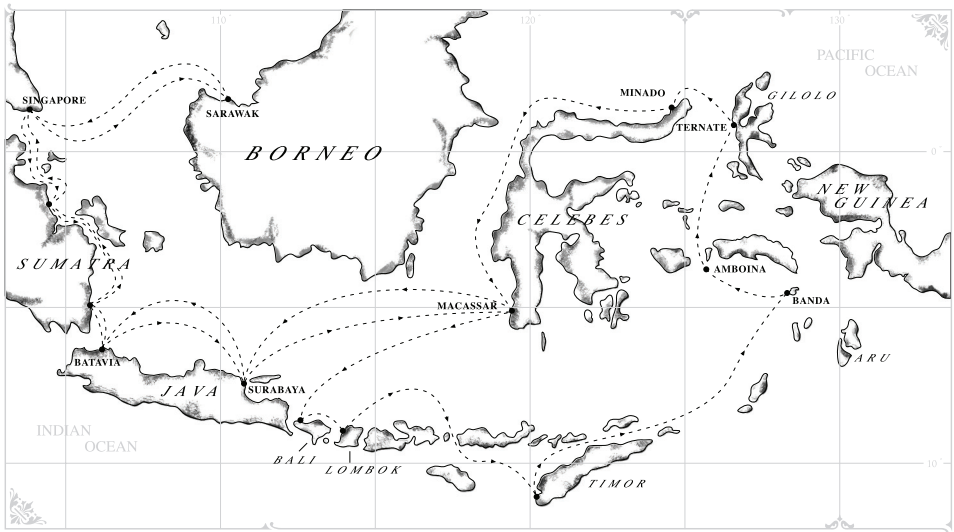 110°
120°
130°
PACIFIC
OCEAN
SINGAPORE
SARAWAK
MINADO
GILOLO
TERNATE
BORNEO
0°
NEW
GUINEA
CELEBES
SUMATRA
AMBOINA
BANDA
MACASSAR
BATAVIA
JAVA
SURABAYA
ARU
INDIAN
OCEAN
BALI
LOMBOK
TIMOR
10°